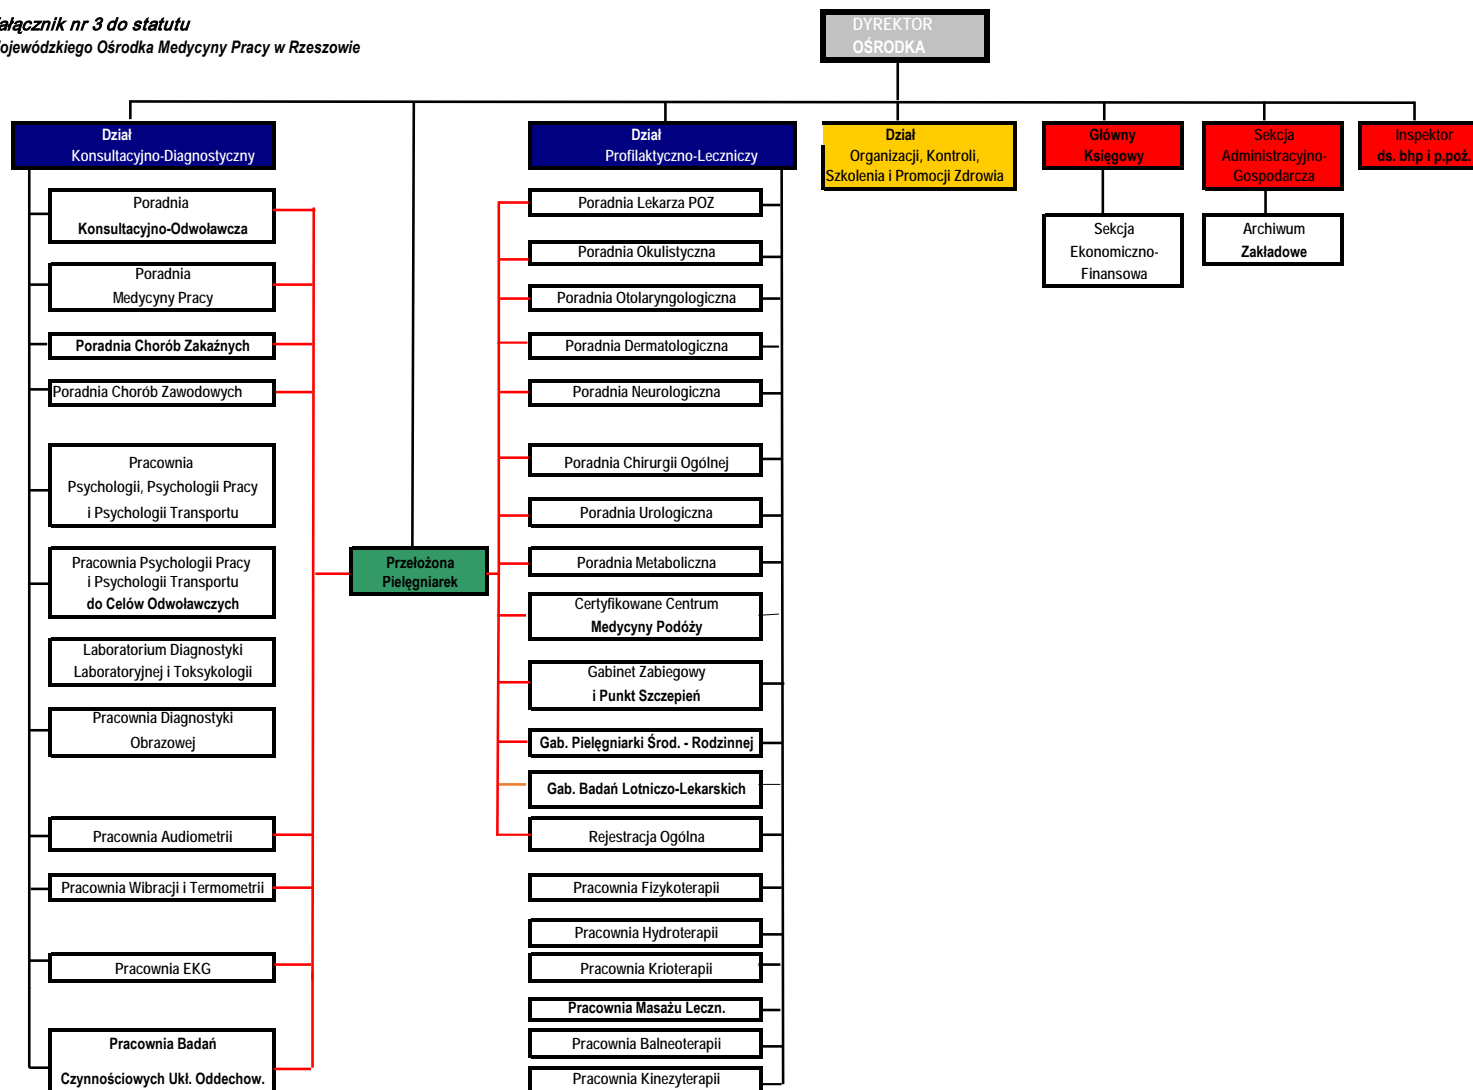 ałącznik nr 3 do statutu
ojewódzkiego Ośrodka Medycyny Pracy w Rzeszowie
DYREKTOR
OŚRODKA
Dział
Konsultacyjno-Diagnostyczny
Dział
Profilaktyczno-Leczniczy
Dział
Organizacji, Kontroli,
Szkolenia i Promocji Zdrowia
Główny
Księgowy
Sekcja
Administracyjno-
Gospodarcza
Inspektor
ds. bhp i p.poż.
Sekcja
Ekonomiczno-
Finansowa
Archiwum
Zakładowe
Poradnia
Konsultacyjno-Odwoławcza
Poradnia
Medycyny Pracy
Poradnia Chorób Zakaźnych
Poradnia Chorób Zawodowych
Pracownia
Psychologii, Psychologii Pracy
i Psychologii Transportu
Pracownia Psychologii Pracy
i Psychologii Transportu
do Celów Odwoławczych
Laboratorium Diagnostyki
Laboratoryjnej i Toksykologii
Pracownia Diagnostyki
Obrazowej
Pracownia Audiometrii
Pracownia Wibracji i Termometrii
Pracownia EKG
Pracownia Badań
Czynnościowych Ukł. Oddechow.
Przełożona
Pielęgniarek
Poradnia Lekarza POZ
Poradnia Okulistyczna
Poradnia Otolaryngologiczna
Poradnia Dermatologiczna
Poradnia Neurologiczna
Poradnia Chirurgii Ogólnej
Poradnia Urologiczna
Poradnia Metaboliczna
Certyfikowane Centrum
Medycyny Podóży
Gabinet Zabiegowy
i Punkt Szczepień
Gab. Pielęgniarki Środ. - Rodzinnej
Gab. Badań Lotniczo-Lekarskich
Rejestracja Ogólna
Pracownia Fizykoterapii
Pracownia Hydroterapii
Pracownia Krioterapii
Pracownia Masażu Leczn.
Pracownia Balneoterapii
Pracownia Kinezyterapii